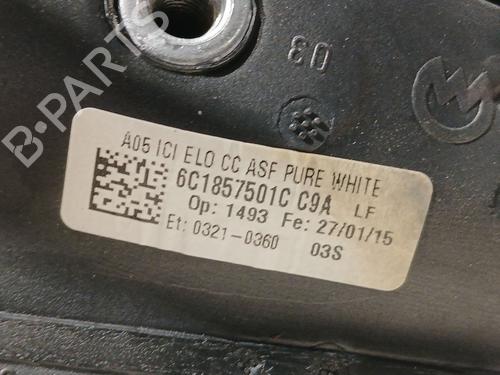 03
B-PARTS
A05 ICI ELO CC ASF PURE WHITE
6C1857501C C9A LF
Op: 1493 Fe: 27/01/15
Et: 0321-0360 03S